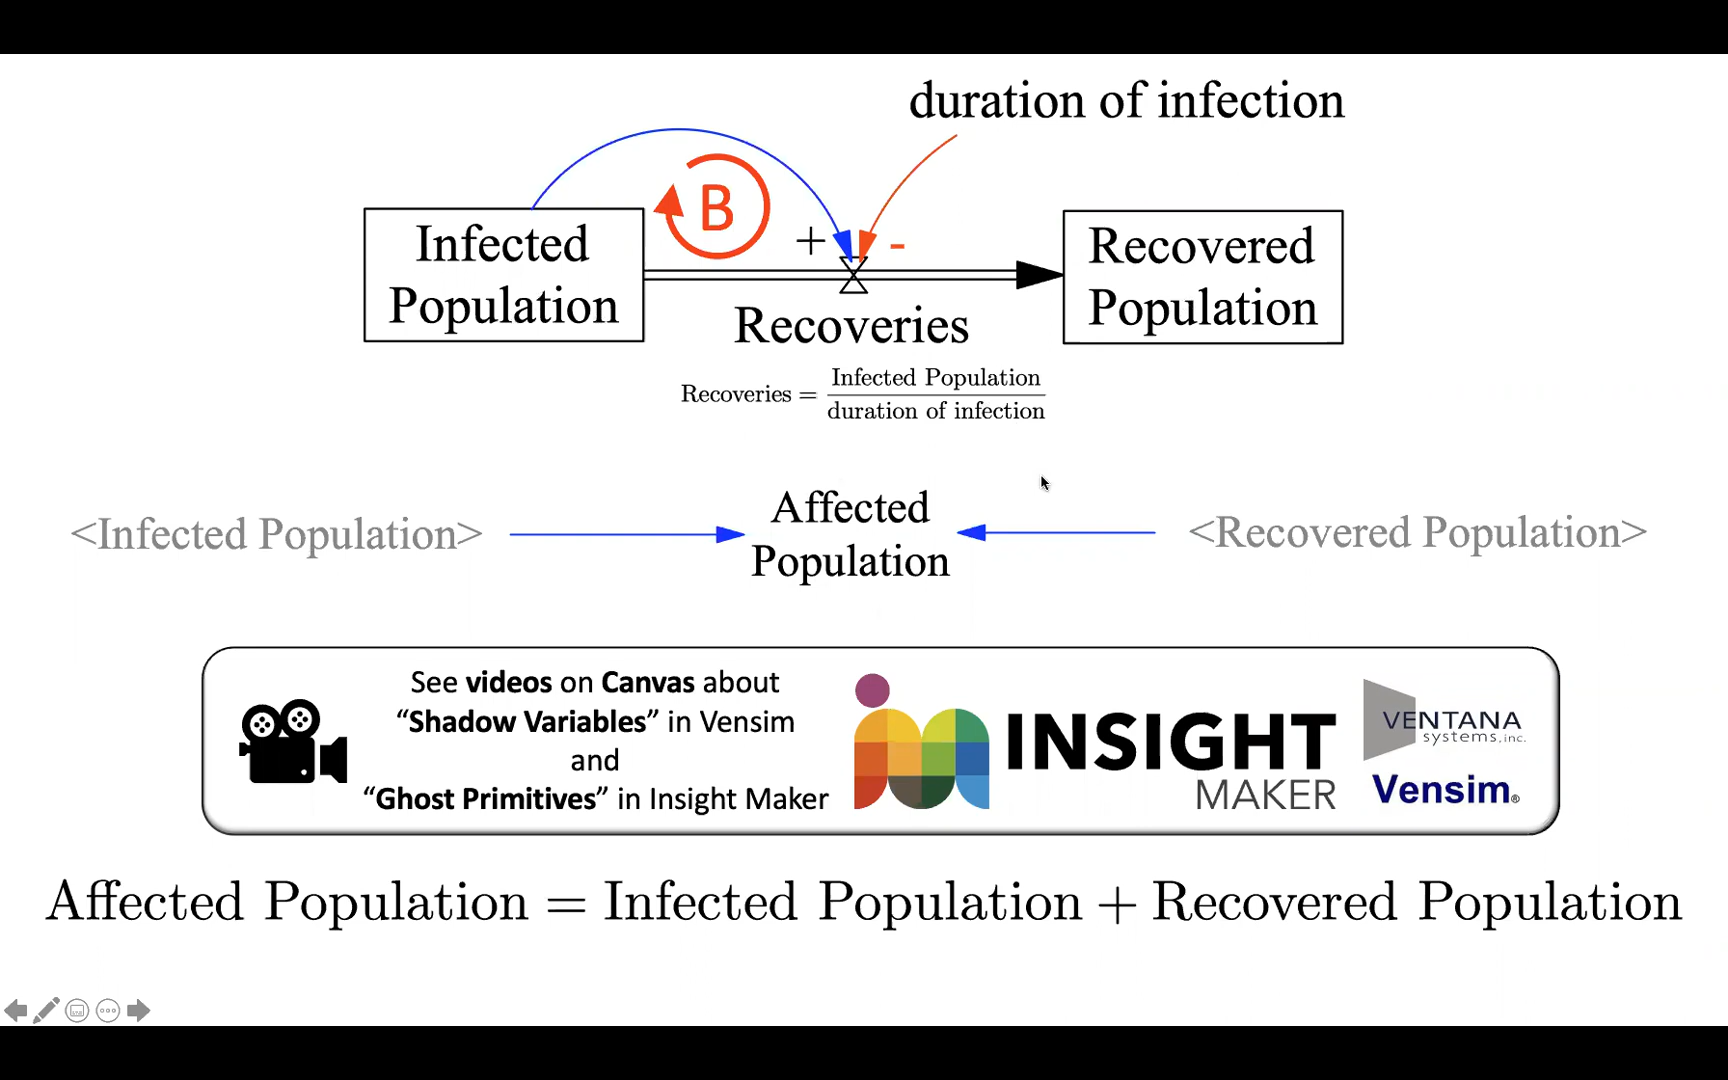 duration of infection
B
+
-
Infected
Population
Recovered
Population
Recoveries
Recoveries = Infected Population / duration of infection
<Infected Population>
Affected
Population
<Recovered Population>
See videos on Canvas about
“Shadow Variables” in Vensim
and
“Ghost Primitives” in Insight Maker
INSIGHT
MAKER
VENTANA
systems, inc.
Vensim®
Affected Population = Infected Population + Recovered Population